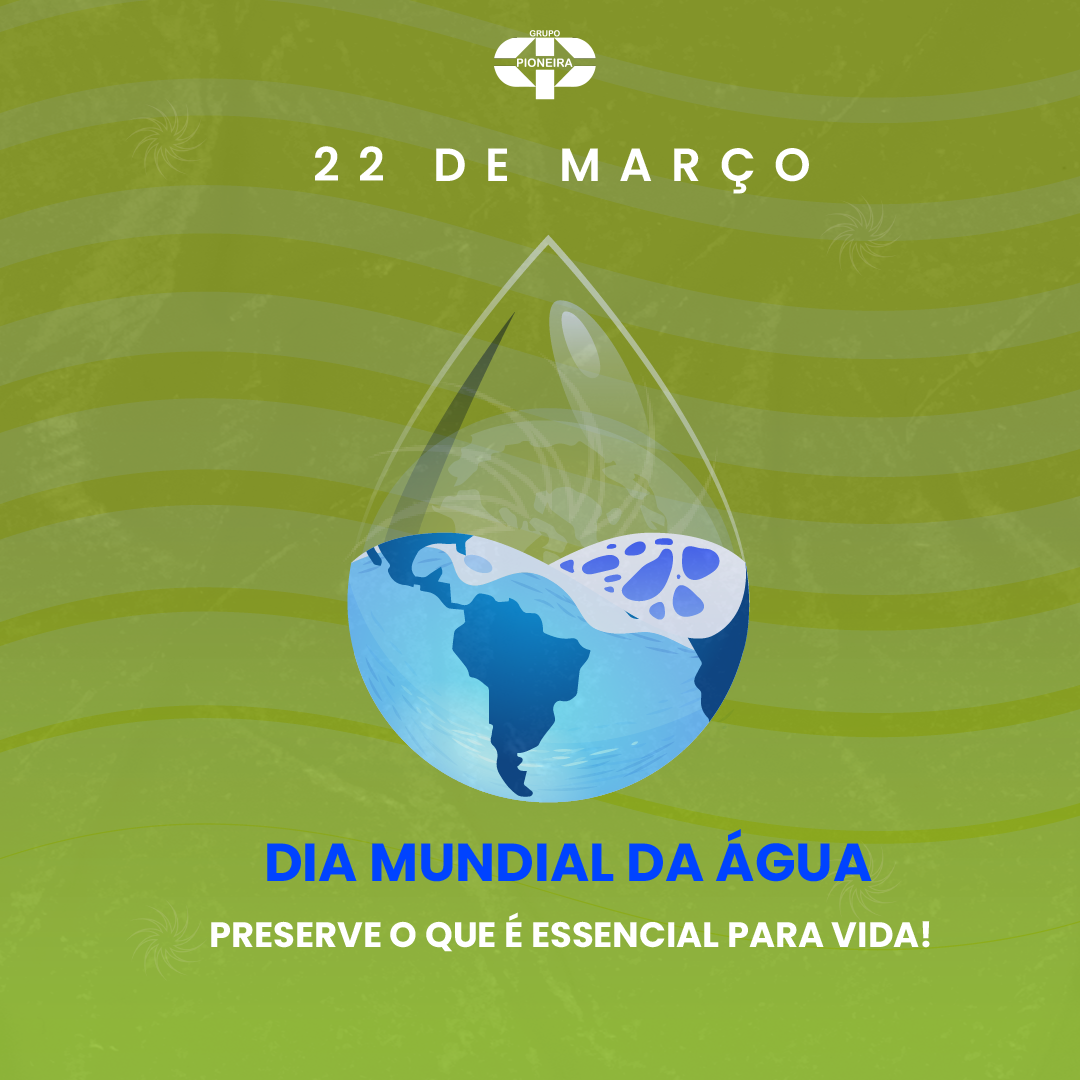 GRUPO
PIONEIRA
22 DE MARÇO
DIA MUNDIAL DA ÁGUA
PRESERVE O QUE É ESSENCIAL PARA VIDA!